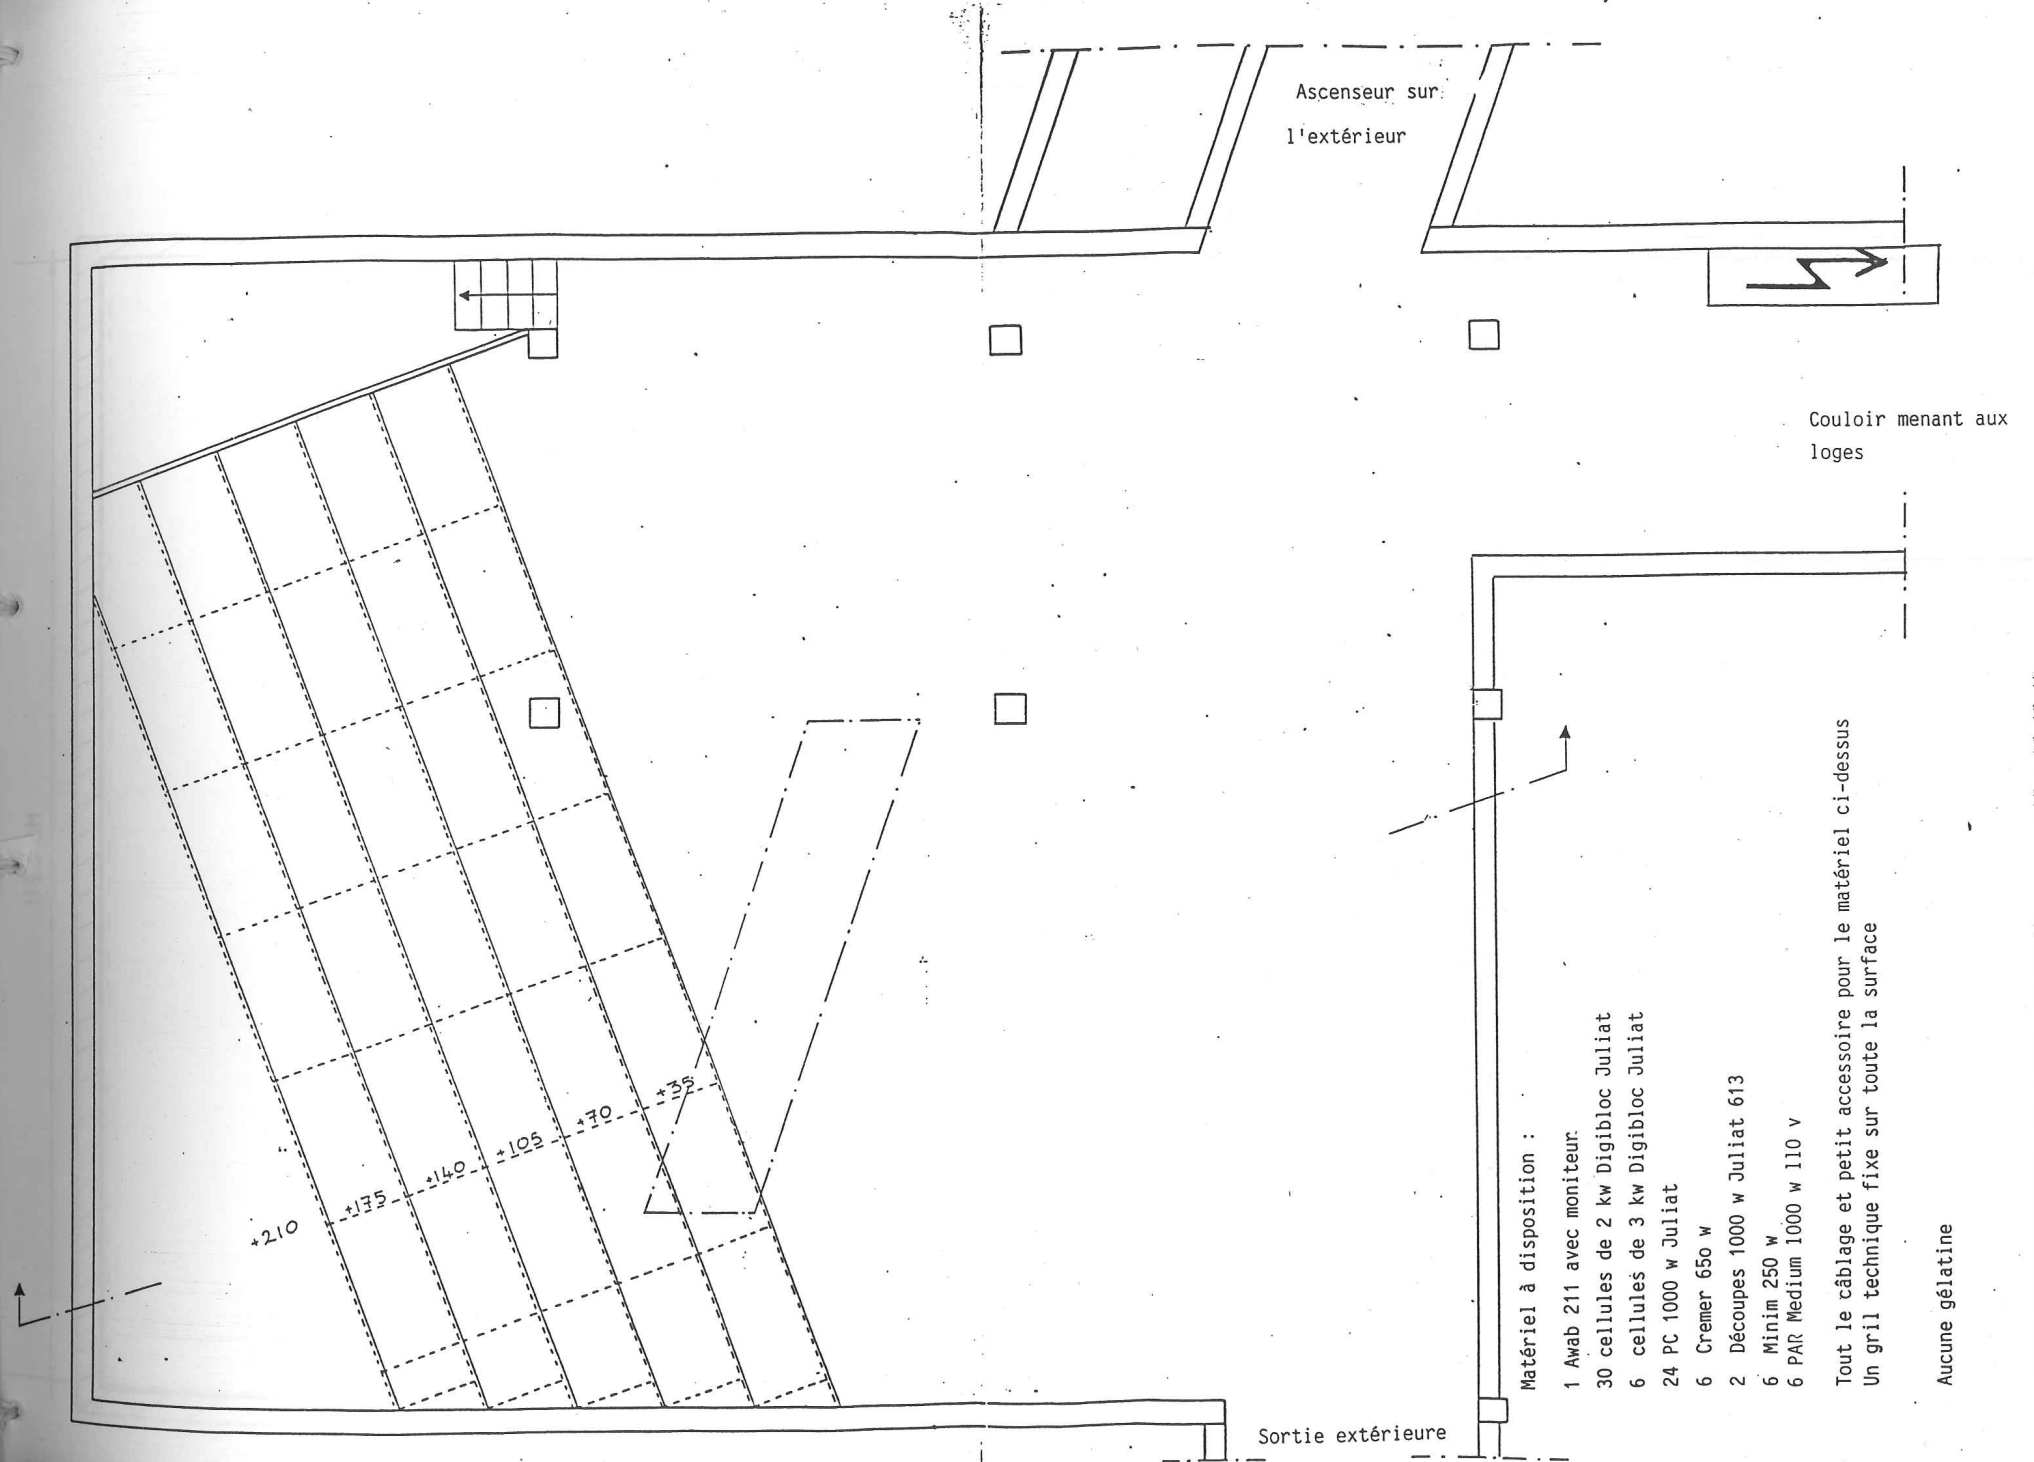 Ascenseur sur
l'extérieur
Couloir menant aux
loges
+35
+70
+105
+140
+175
+210
Sortie extérieure
Matériel à disposition :
1 Awab 211 avec moniteur
30 cellules de 2 kw Digibloc Juliat
6 cellules de 3 kw Digibloc Juliat
24 PC 1000 w Juliat
6 Cremer 650 w
2 Découpes 1000 w Juliat 613
6 Minim 250 w
6 PAR Medium 1000 w 110 v
Tout le câblage et petit accessoire pour le matériel ci-dessus
Un gril technique fixe sur toute la surface
Aucune gélatine